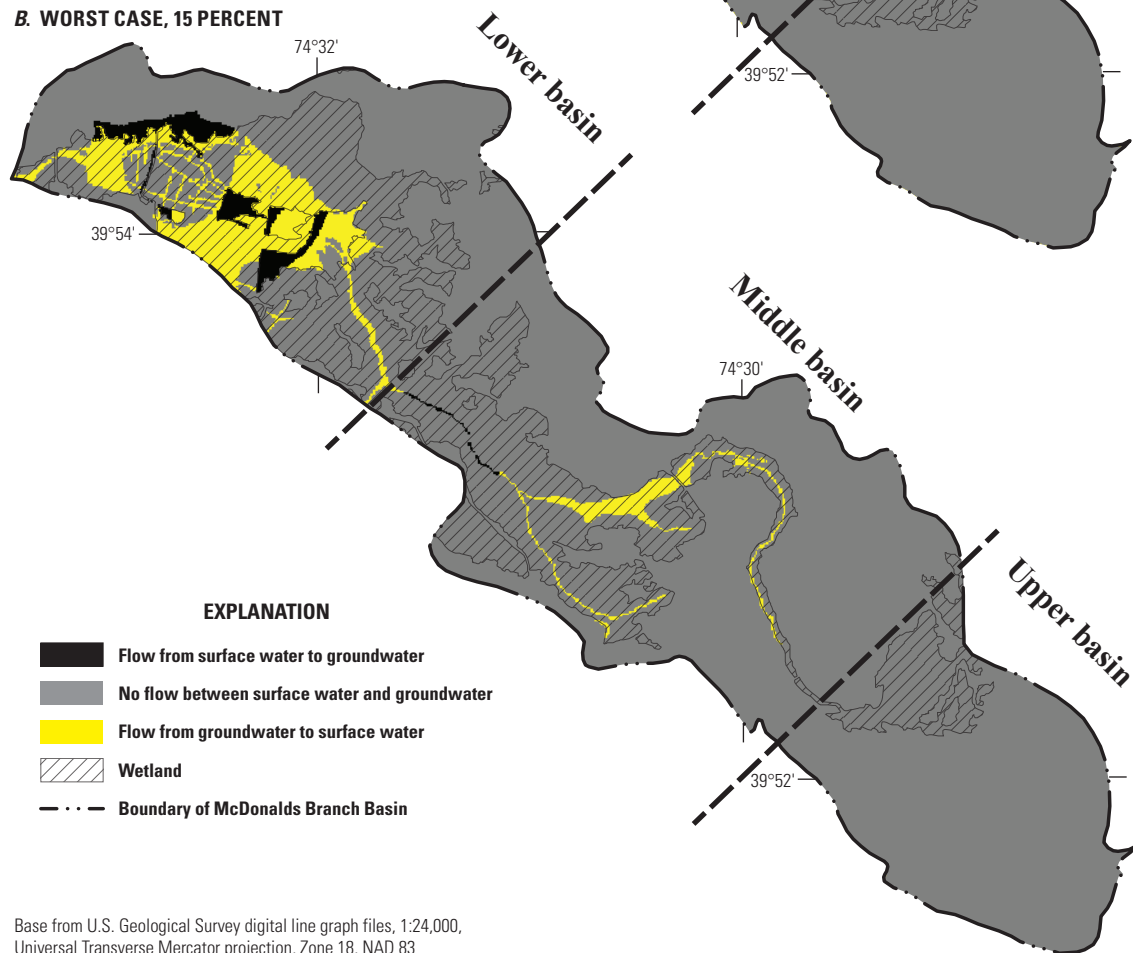 B. WORST CASE, 15 PERCENT
74°32'
Lower basin
39°52'
39°54'
Middle basin
74°30'
Upper basin
39°52'
EXPLANATION
Flow from surface water to groundwater
No flow between surface water and groundwater
Flow from groundwater to surface water
Wetland
Boundary of McDonalds Branch Basin
Base from U.S. Geological Survey digital line graph files, 1:24,000,
Universal Transverse Mercator projection, Zone 18, NAD 83